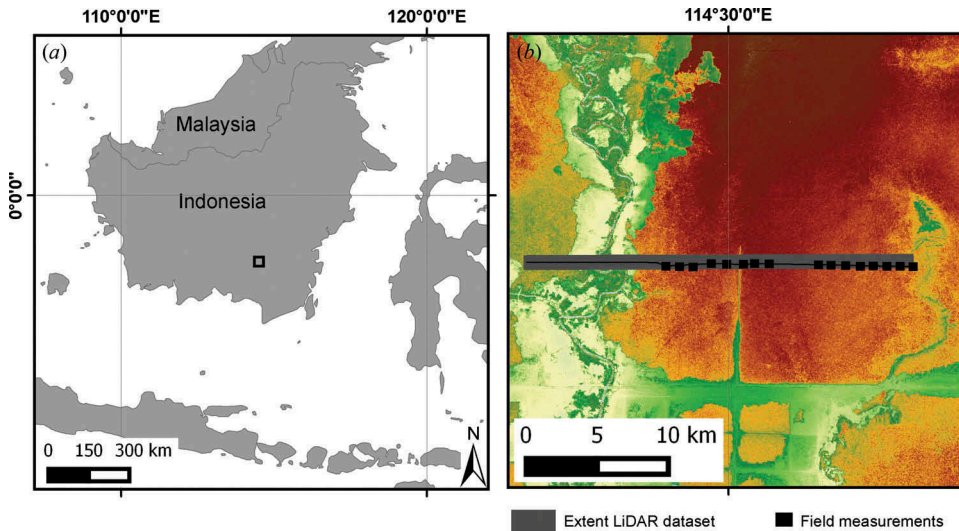 110°0'0"E
120°0'0"E
114°30'0"E
(a)
(b)
Malaysia
0°0'0"
Indonesia
N
0 150 300 km
0 5 10 km
Extent LiDAR dataset
Field measurements